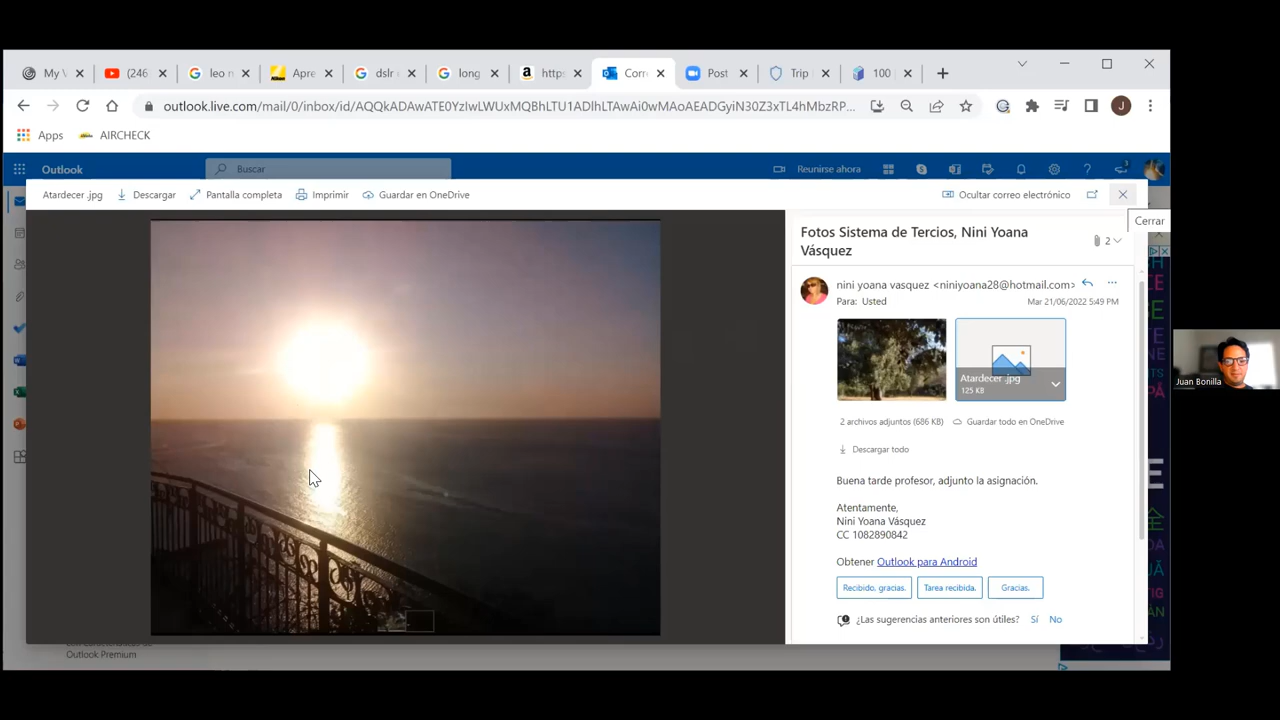 My \
(246
leo n
Apre
dslr
long
https
Corr
Post
Trip
100
outlook.live.com/mail/0/inbox/id/AQQkADAwATE0YzIwLWUxMQBhLTU1ADlhLTAwAi0wMAoAEADGyiN30Z3xTL4hMbzRP...
J
Apps
AIRCHECK
Outlook
Buscar
Reunirse ahora
Atardecer .jpg
Descargar
Pantalla completa
Imprimir
Guardar en OneDrive
Ocultar correo electrónico
Cerrar
Fotos Sistema de Tercios, Nini Yoana
Vásquez
2
nini yoana vasquez <niniyoana28@hotmail.com>
Para: Usted
Mar 21/06/2022 5:49 PM
Atardecer .jpg
125 KB
2 archivos adjuntos (686 KB)
Guardar todo en OneDrive
Descargar todo
Buena tarde profesor, adjunto la asignación.
Atentamente,
Nini Yoana Vásquez
CC 1082890842
Obtener Outlook para Android
Recibido. gracias.
Tarea recibida.
Gracias.
¿Las sugerencias anteriores son útiles?
Sí
No
Outlook Premium
Juan Bonilla